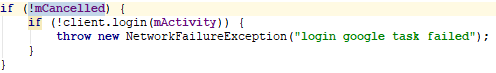 if (!mCancelled) {
    if (!client.login(mActivity)) {
        throw new NetworkFailureException("login google task failed");
    }
}